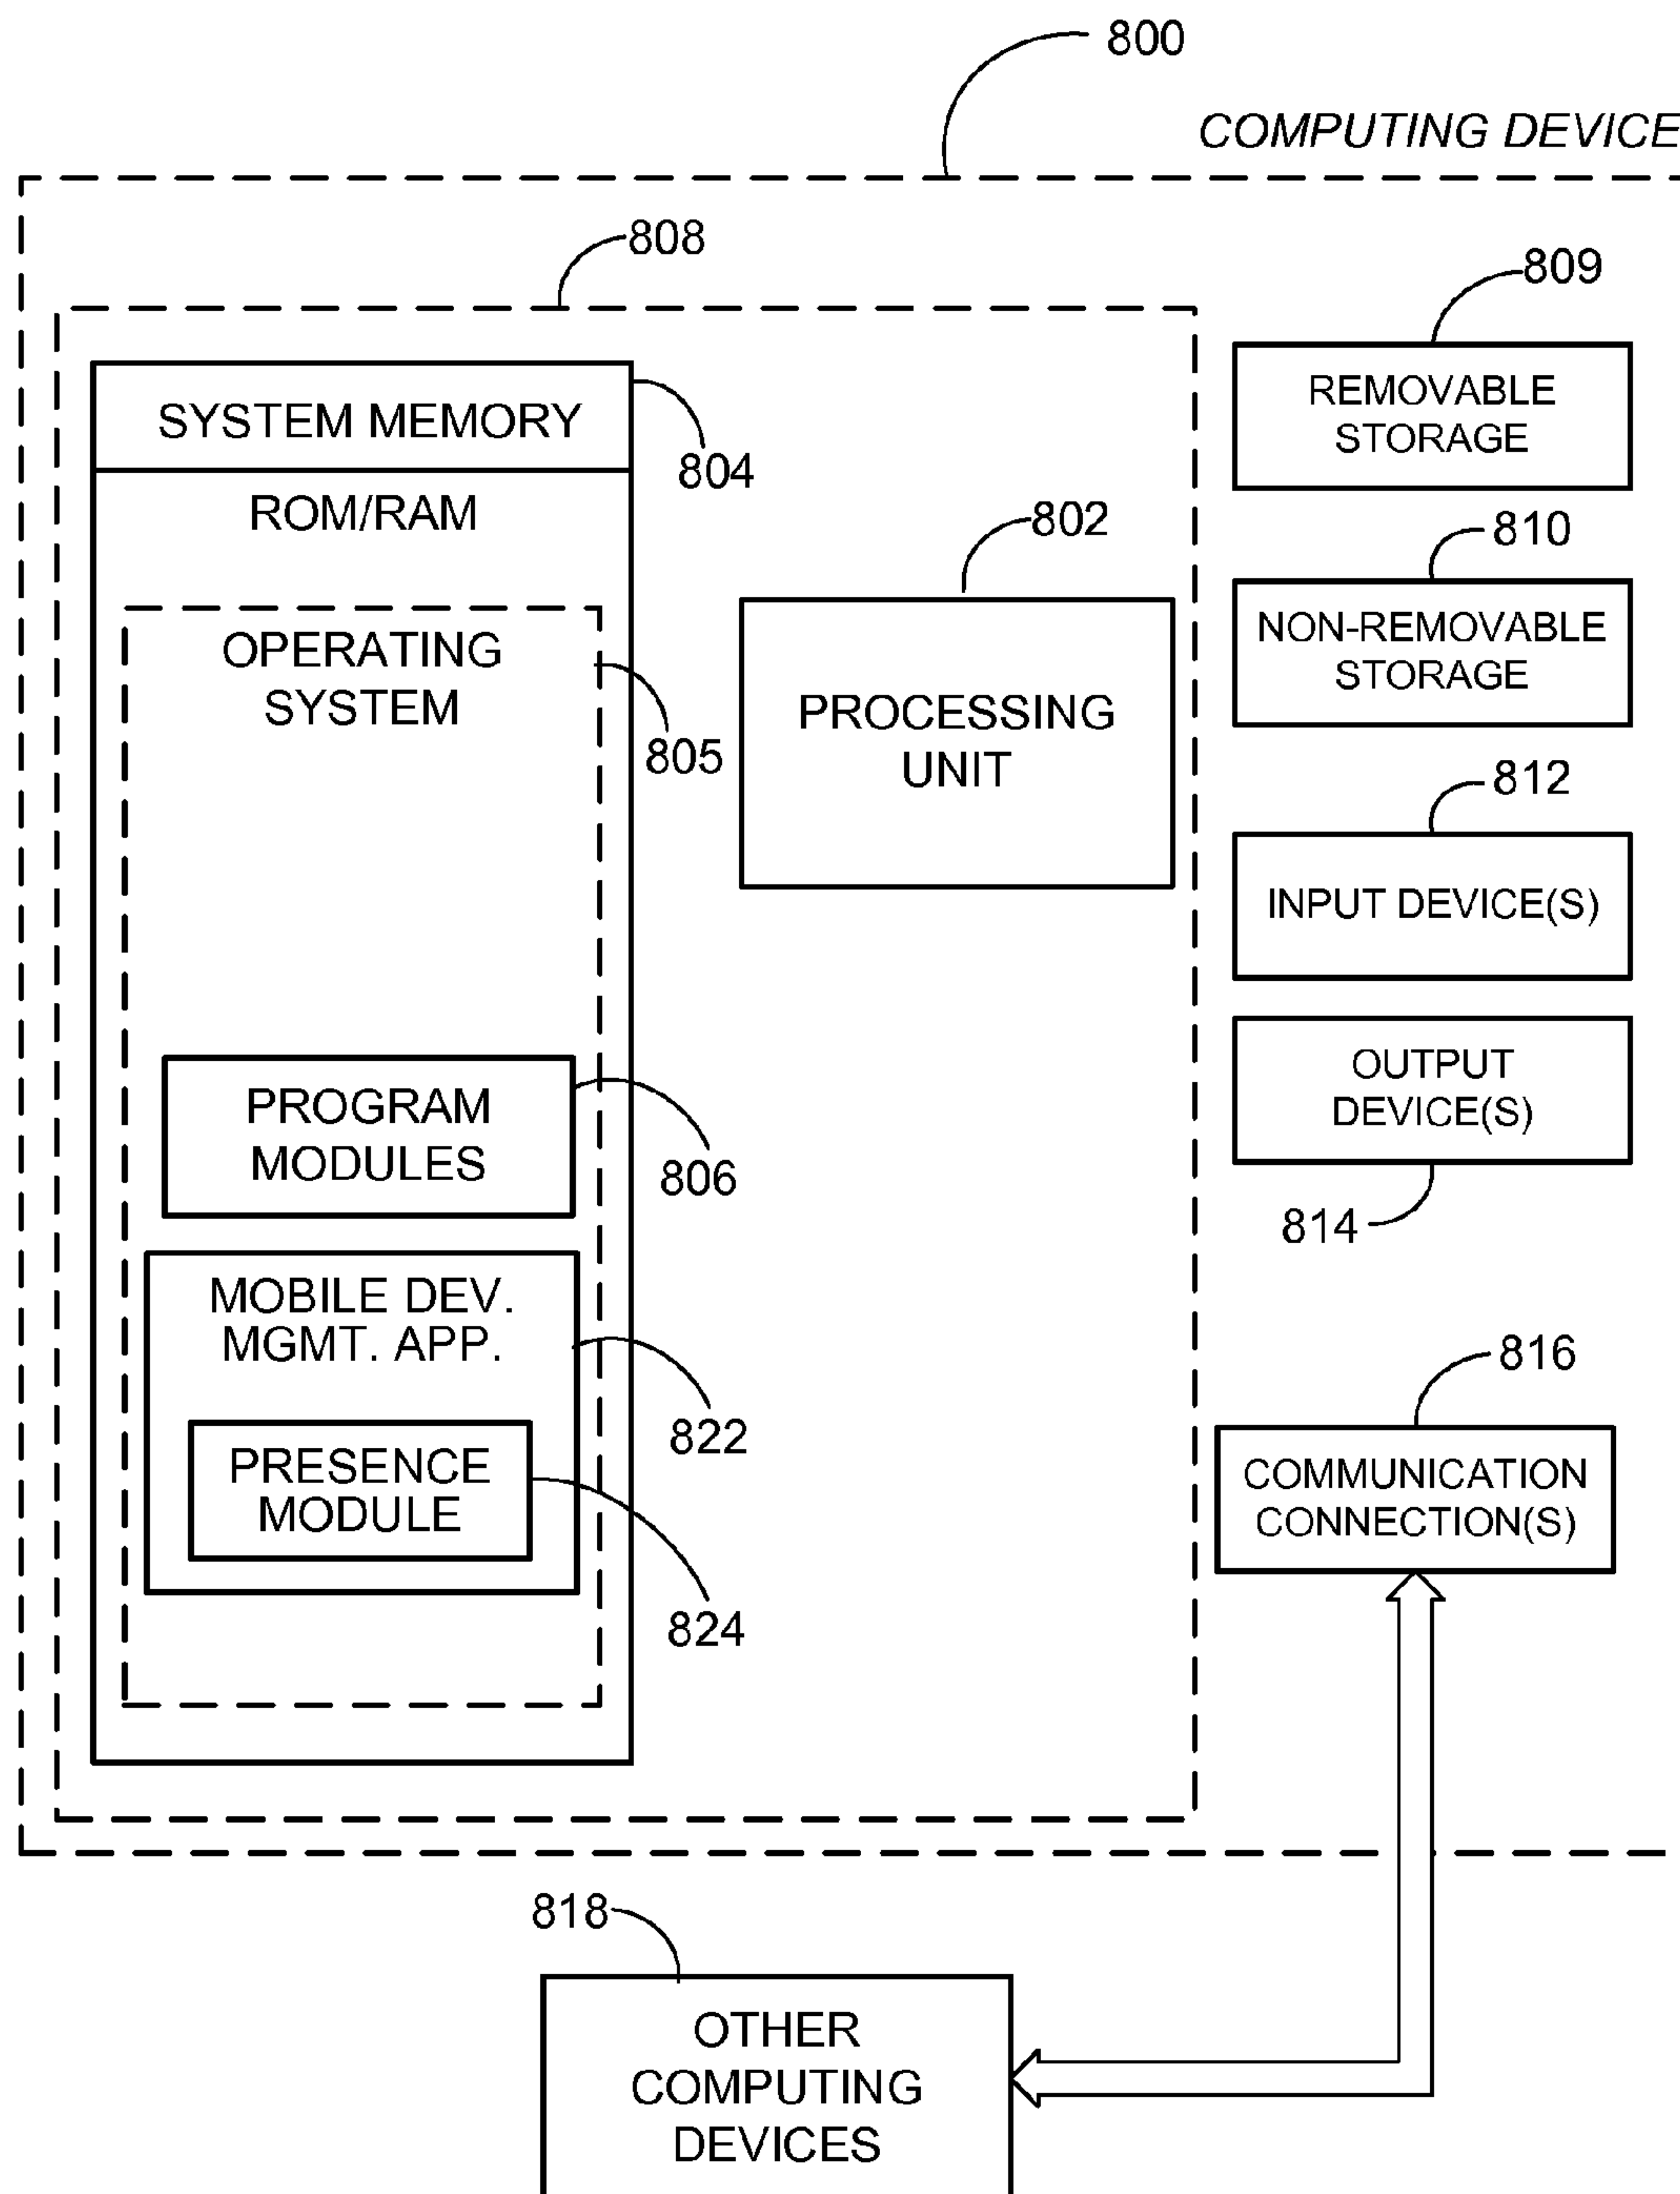 800
COMPUTING DEVICE
808
809
REMOVABLE
STORAGE
SYSTEM MEMORY
804
ROM/RAM
802
810
NON-REMOVABLE
STORAGE
OPERATING
SYSTEM
805
PROCESSING
UNIT
812
INPUT DEVICE(S)
OUTPUT
DEVICE(S)
814
PROGRAM
MODULES
806
MOBILE DEV.
MGMT. APP.
822
PRESENCE
MODULE
824
816
COMMUNICATION
CONNECTION(S)
818
OTHER
COMPUTING
DEVICES